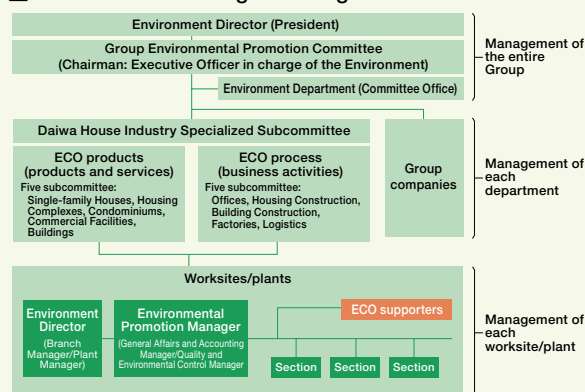 Environment Director (President)
Group Environmental Promotion Committee
(Chairman: Executive Officer in charge of the Environment)
Environment Department (Committee Office)
Management of
the entire
Group
Daiwa House Industry Specialized Subcommittee
ECO products
(products and services)
Five subcommittee:
Single-family Houses, Housing
Complexes, Condominiums,
Commercial Facilities,
Buildings
ECO process
(business activities)
Five subcommittee:
Offices, Housing Construction,
Building Construction,
Factories, Logistics
Group
companies
Management of
each
department
Worksites/plants
Environment
Director
(Branch
Manager/Plant
Manager)
Environmental
Promotion Manager
(General Affairs and Accounting
Manager/Quality and
Environmental Control Manager
ECO supporters
Section
Section
Section
Management of
each
worksite/plant